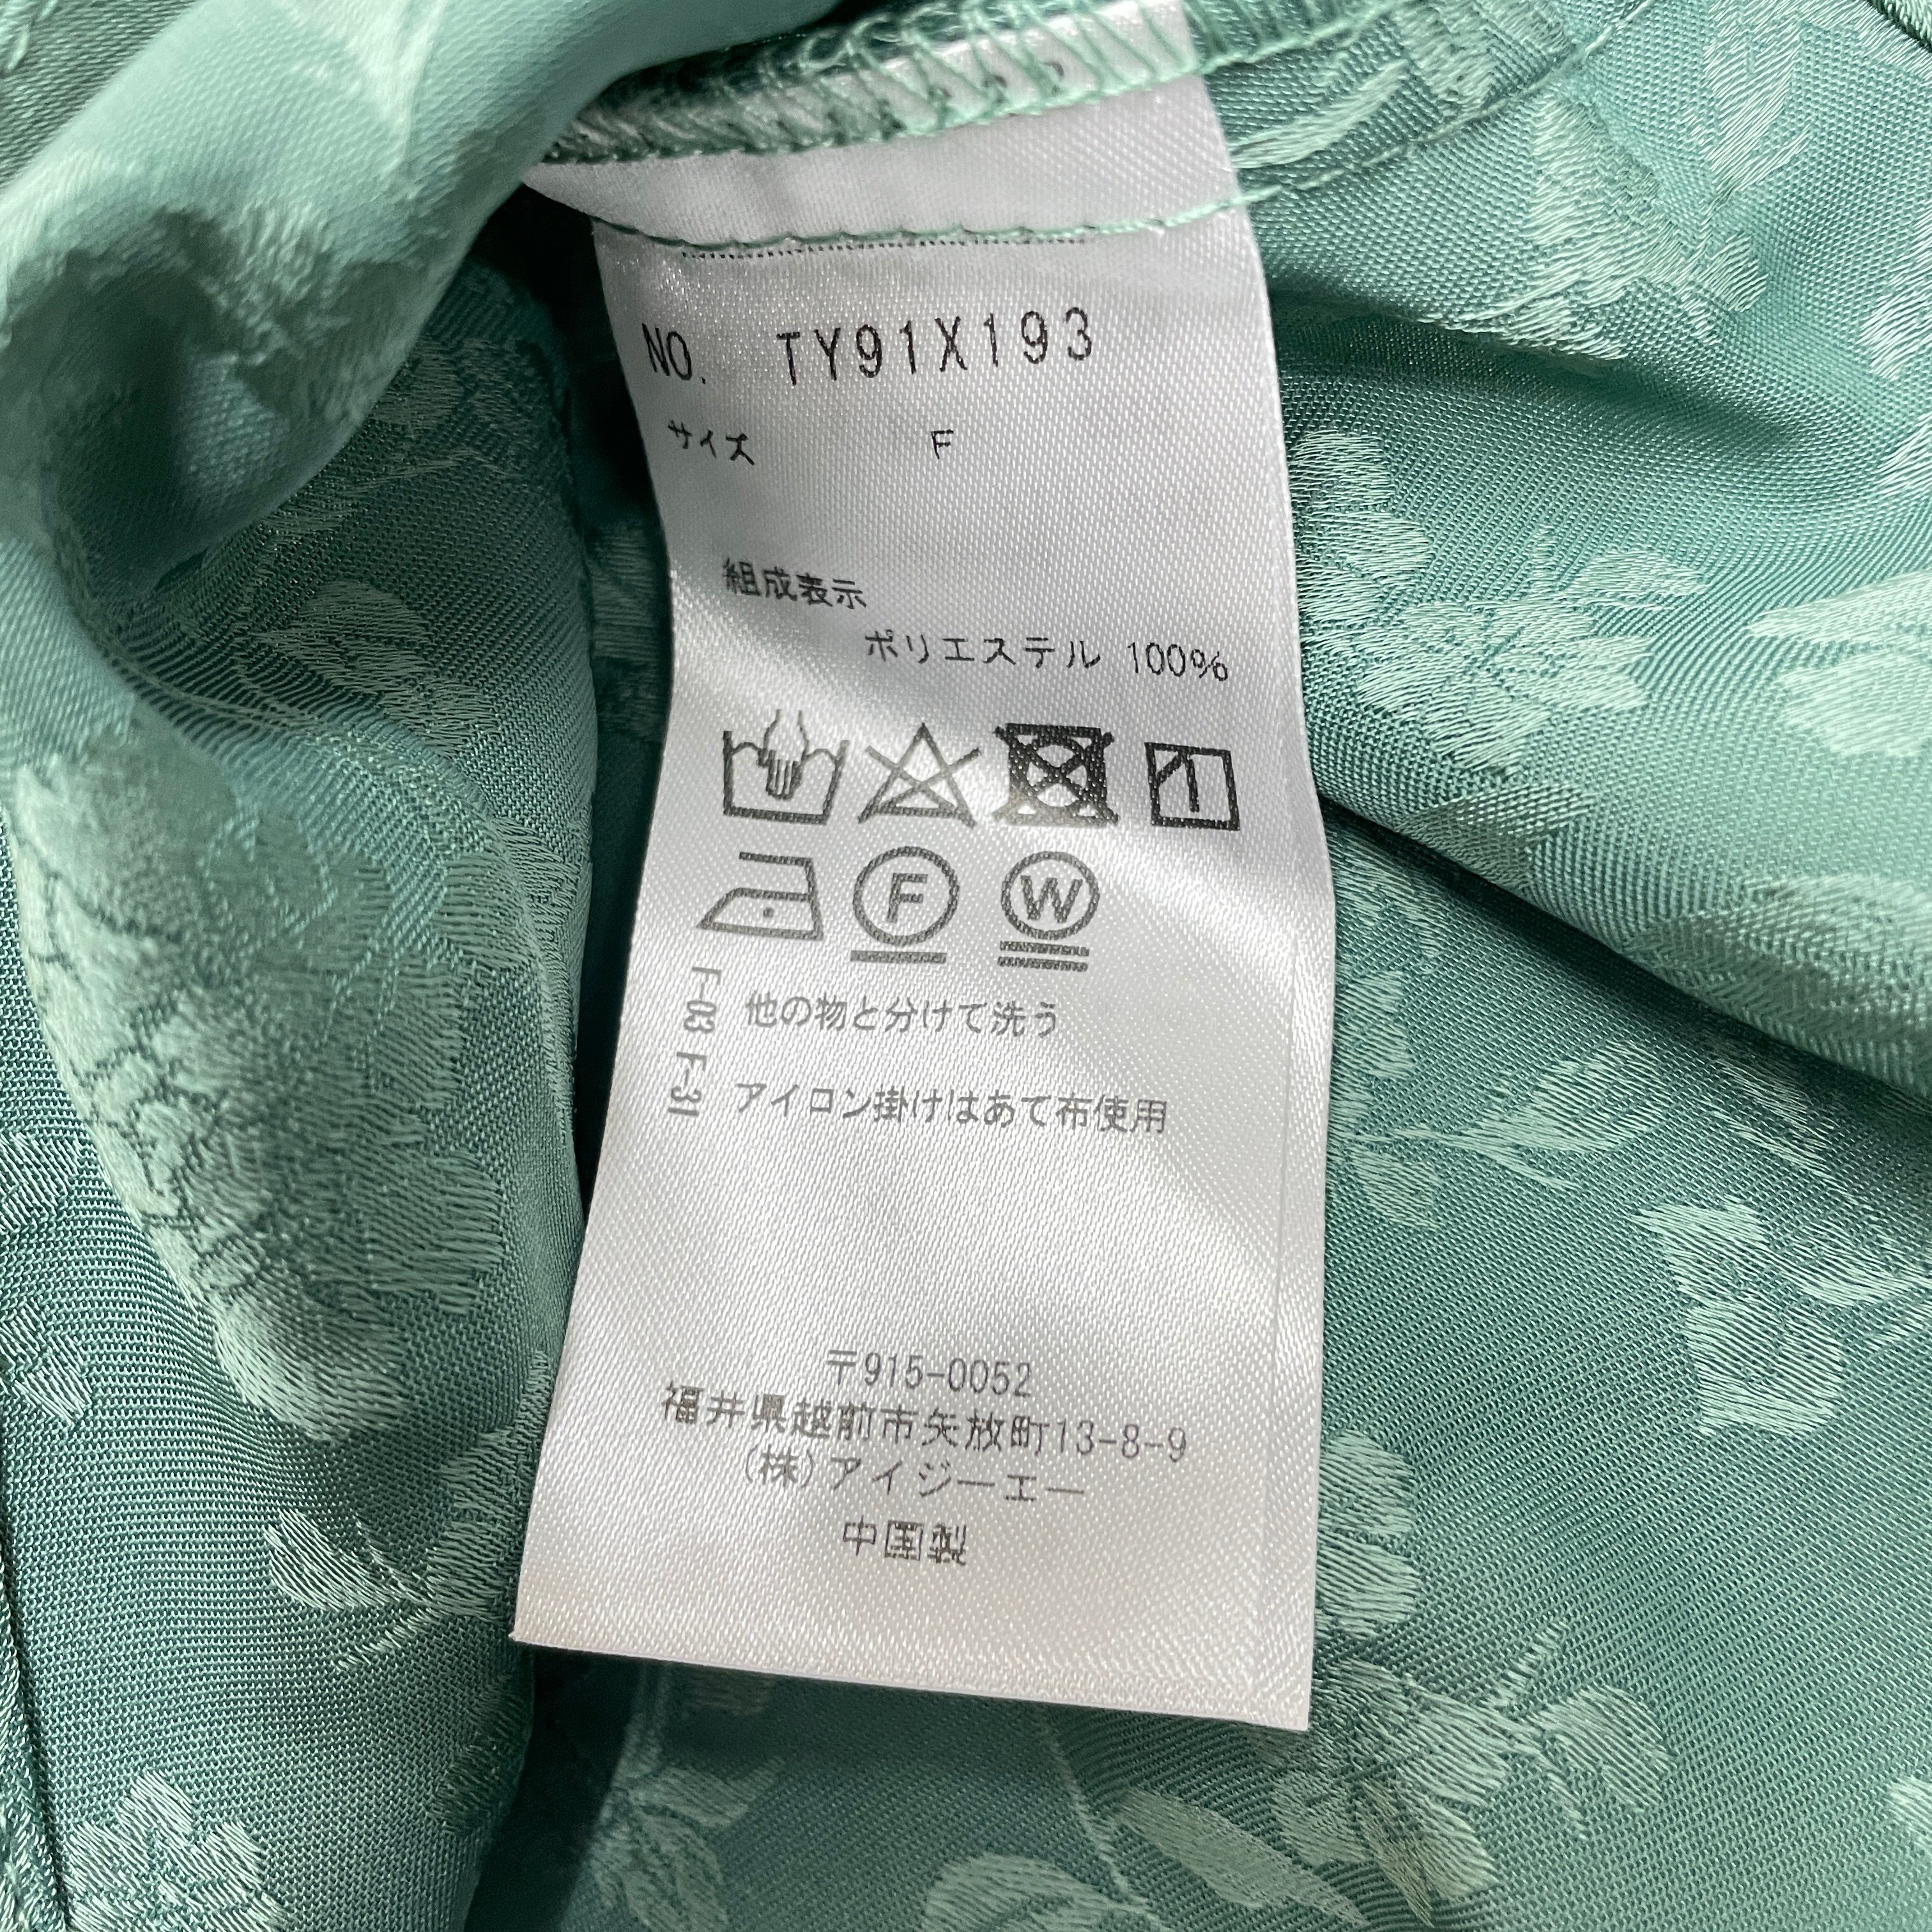 NO. TY91X193
サイズ F
組成表示
ポリエステル 100%
F
W
F-03 他の物と分けて洗う
F-31 アイロン掛けはあて布使用
〒915-0052
福井県越前市矢放町13-8-9
(株)アイジーエー
中国製